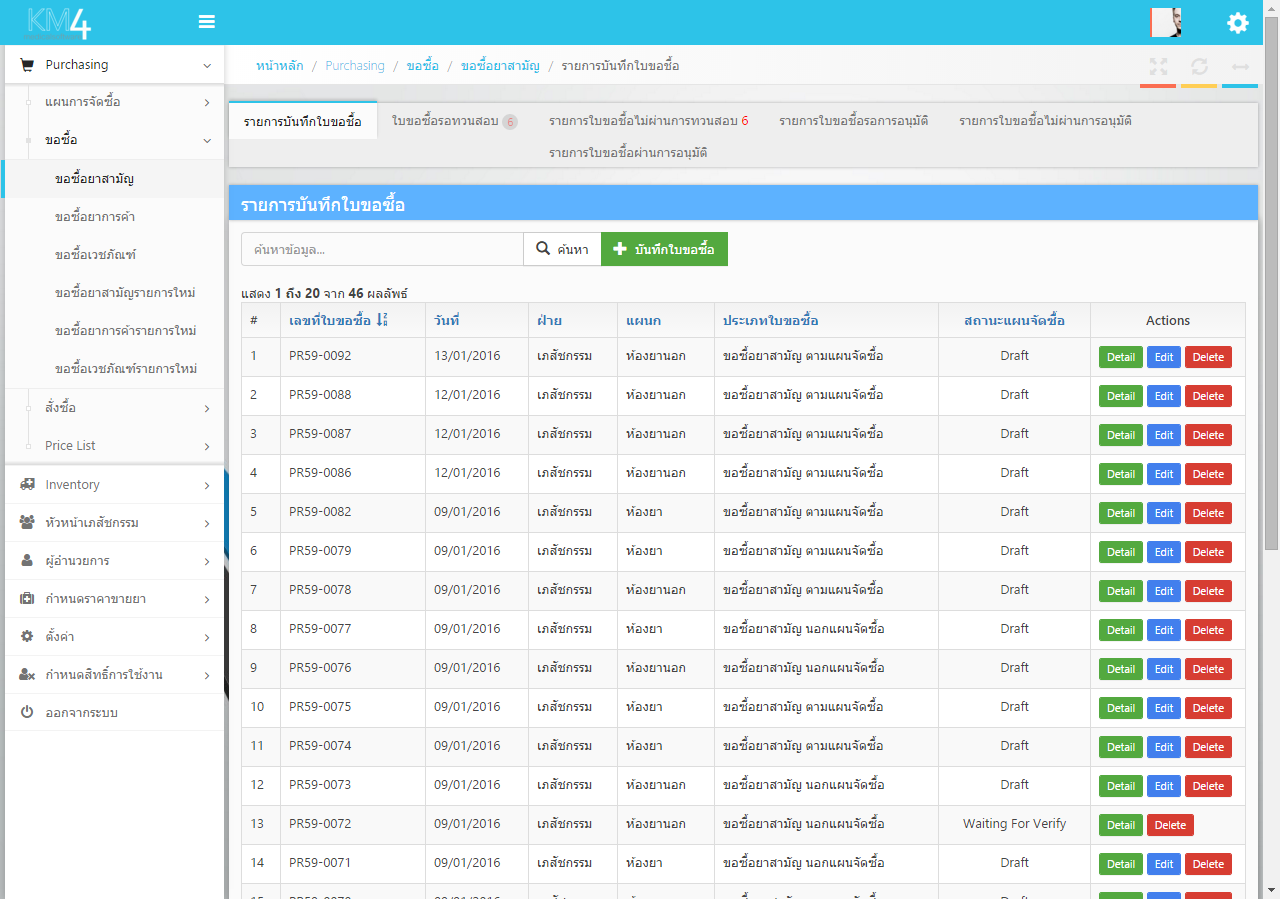 KM4
Purchasing
หน้าหลัก / Purchasing / ขอซื้อ / ขอซื้อยาสามัญ / รายการบันทึกใบขอซื้อ
แผนการจัดซื้อ
ขอซื้อ
ขอซื้อยาสามัญ
ขอซื้อยาการค้า
ขอซื้อเวชภัณฑ์
ขอซื้อยาสามัญรายการใหม่
ขอซื้อยาการค้ารายการใหม่
ขอซื้อเวชภัณฑ์รายการใหม่
สั่งซื้อ
Price List
Inventory
หัวหน้าเภสัชกรรม
ผู้อำนวยการ
กำหนดราคาขายยา
ตั้งค่า
กำหนดสิทธิ์การใช้งาน
ออกจากระบบ
รายการบันทึกใบขอซื้อ ใบขอซื้อรอทวนสอบ 6 รายการใบขอซื้อไม่ผ่านการทวนสอบ 6 รายการใบขอซื้อรอการอนุมัติ รายการใบขอซื้อไม่ผ่านการอนุมัติ
รายการใบขอซื้อผ่านการอนุมัติ
รายการบันทึกใบขอซื้อ
ค้นหาข้อมูล... ค้นหา บันทึกใบขอซื้อ
แสดง 1 ถึง 20 จาก 46 ผลลัพธ์
# เลขที่ใบขอซื้อ วันที่ ฝ่าย แผนก ประเภทใบขอซื้อ สถานะแผนจัดซื้อ Actions
1 PR59-0092 13/01/2016 เภสัชกรรม ห้องยานอก ขอซื้อยาสามัญ ตามแผนจัดซื้อ Draft Detail Edit Delete
2 PR59-0088 12/01/2016 เภสัชกรรม ห้องยานอก ขอซื้อยาสามัญ ตามแผนจัดซื้อ Draft Detail Edit Delete
3 PR59-0087 12/01/2016 เภสัชกรรม ห้องยานอก ขอซื้อยาสามัญ ตามแผนจัดซื้อ Draft Detail Edit Delete
4 PR59-0086 12/01/2016 เภสัชกรรม ห้องยานอก ขอซื้อยาสามัญ ตามแผนจัดซื้อ Draft Detail Edit Delete
5 PR59-0082 09/01/2016 เภสัชกรรม ห้องยา ขอซื้อยาสามัญ ตามแผนจัดซื้อ Draft Detail Edit Delete
6 PR59-0079 09/01/2016 เภสัชกรรม ห้องยา ขอซื้อยาสามัญ ตามแผนจัดซื้อ Draft Detail Edit Delete
7 PR59-0078 09/01/2016 เภสัชกรรม ห้องยานอก ขอซื้อยาสามัญ ตามแผนจัดซื้อ Draft Detail Edit Delete
8 PR59-0077 09/01/2016 เภสัชกรรม ห้องยา ขอซื้อยาสามัญ นอกแผนจัดซื้อ Draft Detail Edit Delete
9 PR59-0076 09/01/2016 เภสัชกรรม ห้องยานอก ขอซื้อยาสามัญ นอกแผนจัดซื้อ Draft Detail Edit Delete
10 PR59-0075 09/01/2016 เภสัชกรรม ห้องยา ขอซื้อยาสามัญ ตามแผนจัดซื้อ Draft Detail Edit Delete
11 PR59-0074 09/01/2016 เภสัชกรรม ห้องยา ขอซื้อยาสามัญ ตามแผนจัดซื้อ Draft Detail Edit Delete
12 PR59-0073 09/01/2016 เภสัชกรรม ห้องยานอก ขอซื้อยาสามัญ นอกแผนจัดซื้อ Draft Detail Edit Delete
13 PR59-0072 09/01/2016 เภสัชกรรม ห้องยานอก ขอซื้อยาสามัญ นอกแผนจัดซื้อ Waiting For Verify Detail Delete
14 PR59-0071 09/01/2016 เภสัชกรรม ห้องยา ขอซื้อยาสามัญ นอกแผนจัดซื้อ Draft Detail Edit Delete